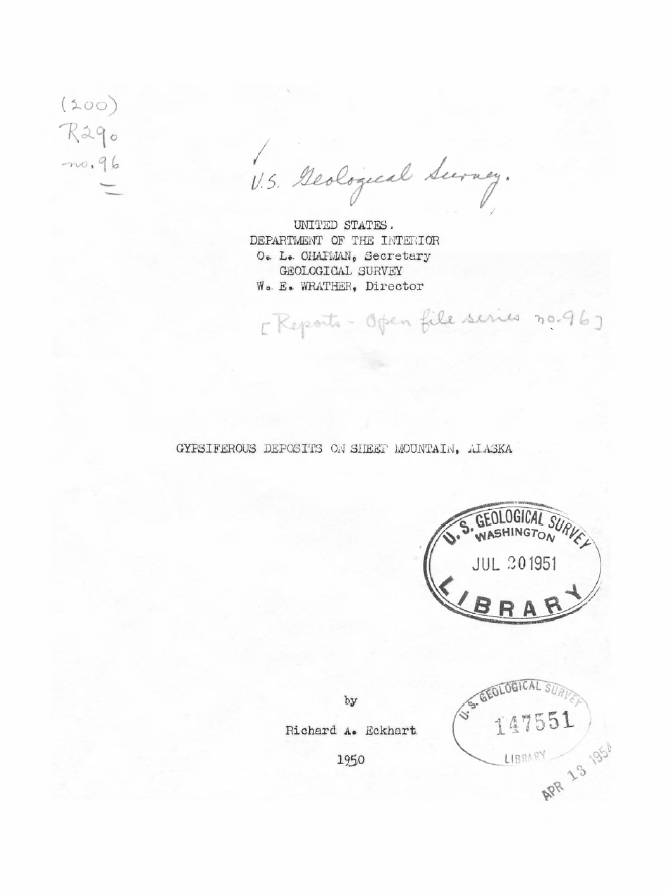 (200)
R290
no. 96
U.S. Geological Survey.
UNITED STATES.
DEPARTMENT OF THE INTERIOR
O. L. CHAPMAN, Secretary
GEOLOGICAL SURVEY
W. E. WRATHER, Director
[Reports - Open file series no. 96]
GYPSIFEROUS DEPOSITS ON SHEEP MOUNTAIN, ALASKA
U. S. GEOLOGICAL SURVEY
WASHINGTON
JUL 20 1951
LIBRARY
by
Richard A. Eckhart
1950
U. S. GEOLOGICAL SURVEY
147551
LIBRARY
APR 13 1954